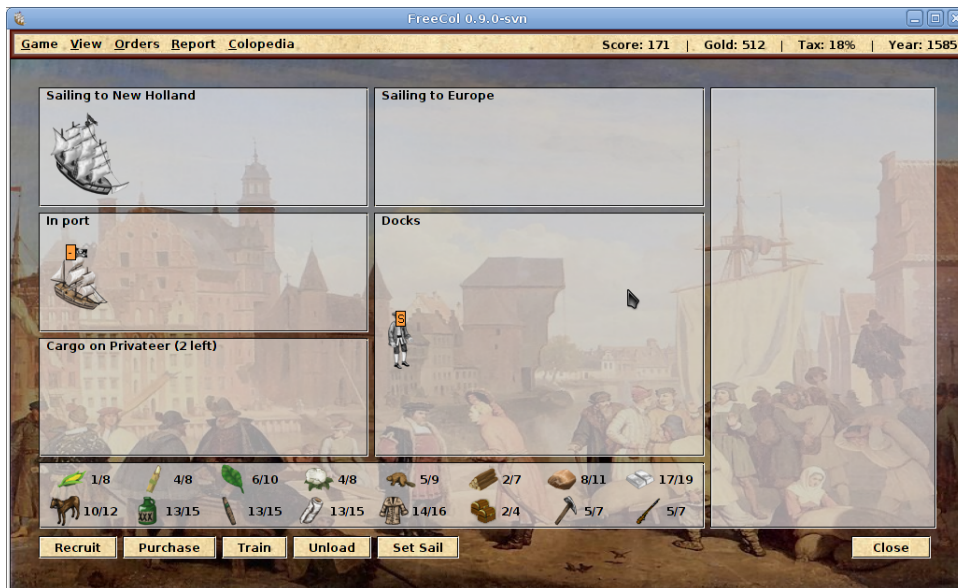 FreeCol 0.9.0-svn
Game View Orders Report Colopedia Score: 171 | Gold: 512 | Tax: 18% | Year: 1585
Sailing to New Holland
Sailing to Europe
In port
Docks
-
S
Cargo on Privateer (2 left)
1/8 4/8 6/10 4/8 5/9 2/7 8/11 17/19
10/12 13/15 13/15 13/15 14/16 2/4 5/7 5/7
XXX
Recruit Purchase Train Unload Set Sail Close